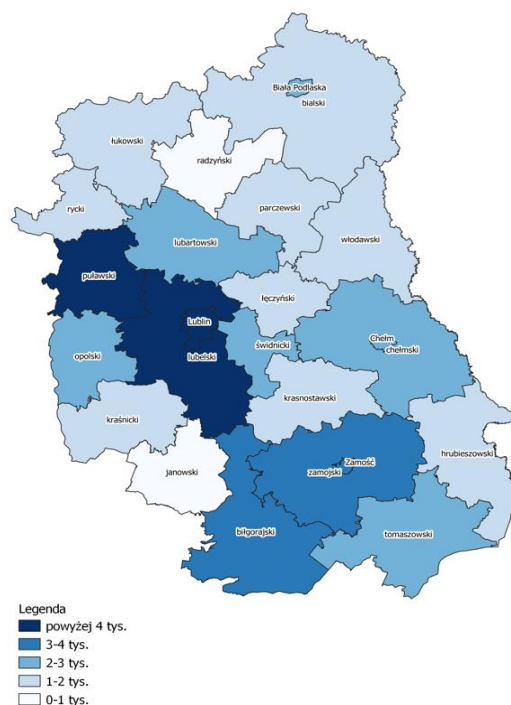 Biała Podlaska
bialski
łukowski
radzyński
rycki
parczewski
lubartowski
włodawski
puławski
łęczyński
Lublin
Chełm
świdnicki
chełmski
opolski
lubelski
krasnostawski
kraśnicki
hrubieszowski
Zamość
janowski
zamojski
biłgorajski
tomaszowski
Legenda
powyżej 4 tys.
3-4 tys.
2-3 tys.
1-2 tys.
0-1 tys.